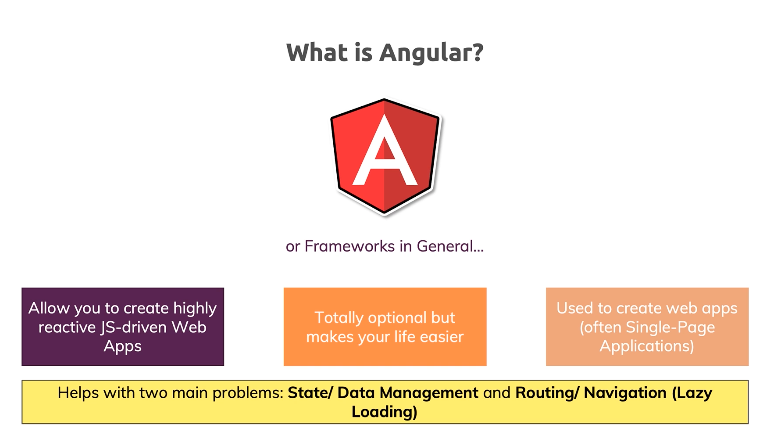 What is Angular?
A
or Frameworks in General...
Allow you to create highly
reactive JS-driven Web
Apps
Totally optional but
makes your life easier
Used to create web apps
(often Single-Page
Applications)
Helps with two main problems: State/ Data Management and Routing/ Navigation (Lazy
Loading)